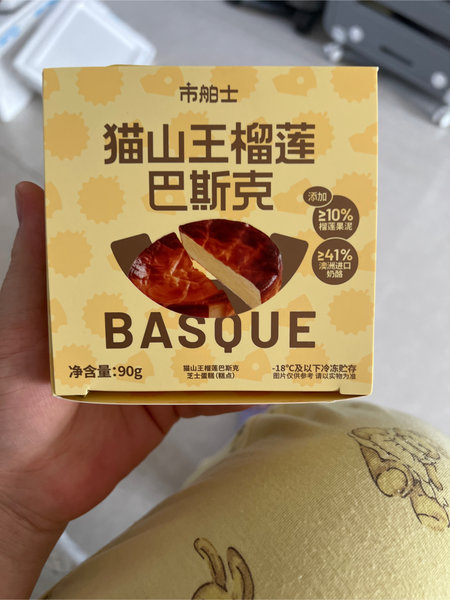 市舶士
猫山王榴莲
巴斯克
添加
≥10%
榴莲果泥
≥41%
澳洲进口
奶酪
BASQUE
净含量:90g
猫山王榴莲巴斯克
芝士蛋糕(糕点)
-18°C及以下冷冻贮存
图片仅供参考 请以实物为准